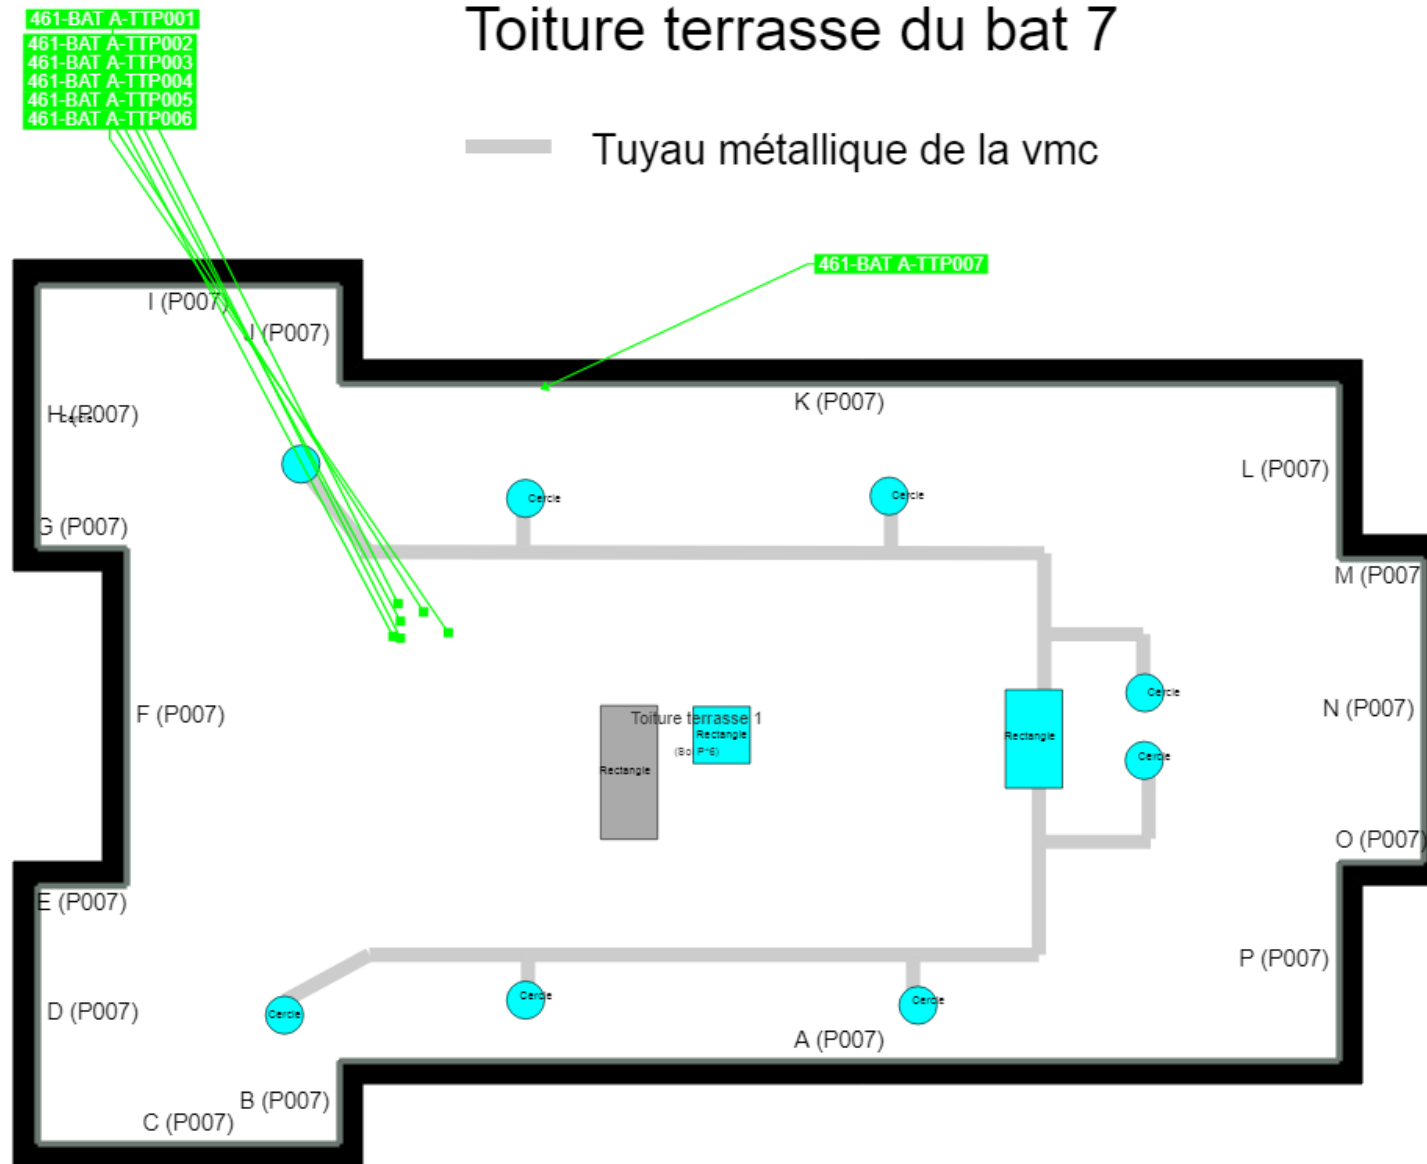 461-BAT A-TTP001
461-BAT A-TTP002
461-BAT A-TTP003
461-BAT A-TTP004
461-BAT A-TTP005
461-BAT A-TTP006
Toiture terrasse du bat 7
Tuyau métallique de la vmc
461-BAT A-TTP007
I (P007)
J (P007)
K (P007)
H (P007)
L (P007)
Cercle
Cercle
G (P007)
M (P007
Cercle
F (P007)
Toiture terrasse 1
N (P007)
Rectangle
Rectangle
Cercle
Rectangle
O (P007)
E (P007)
P (P007)
Cercle
Cercle
D (P007)
Cercle
A (P007)
B (P007)
C (P007)